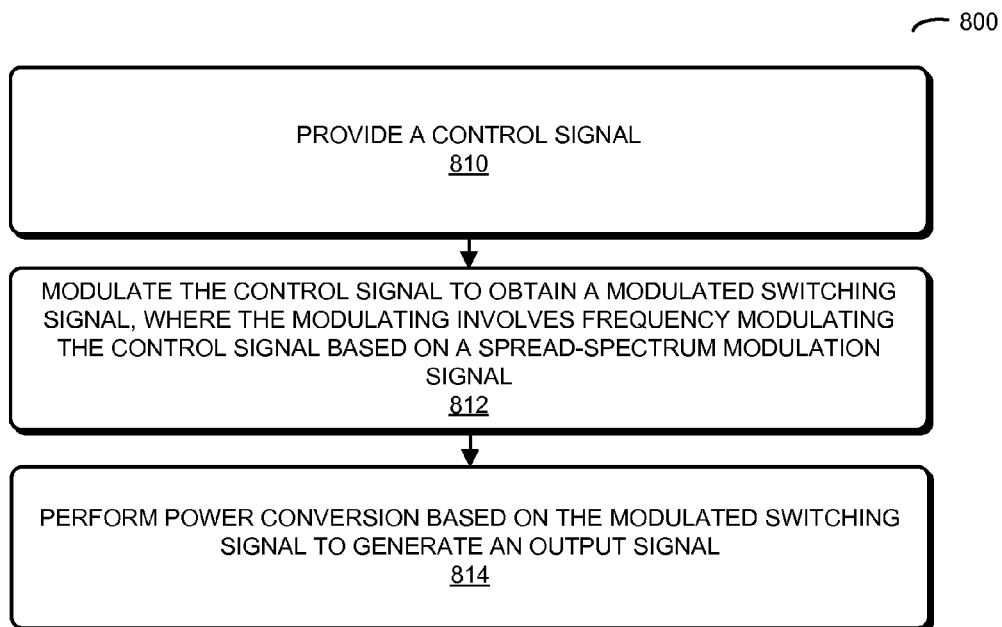 800
PROVIDE A CONTROL SIGNAL
810
MODULATE THE CONTROL SIGNAL TO OBTAIN A MODULATED SWITCHING
SIGNAL, WHERE THE MODULATING INVOLVES FREQUENCY MODULATING
THE CONTROL SIGNAL BASED ON A SPREAD-SPECTRUM MODULATION
SIGNAL
812
PERFORM POWER CONVERSION BASED ON THE MODULATED SWITCHING
SIGNAL TO GENERATE AN OUTPUT SIGNAL
814